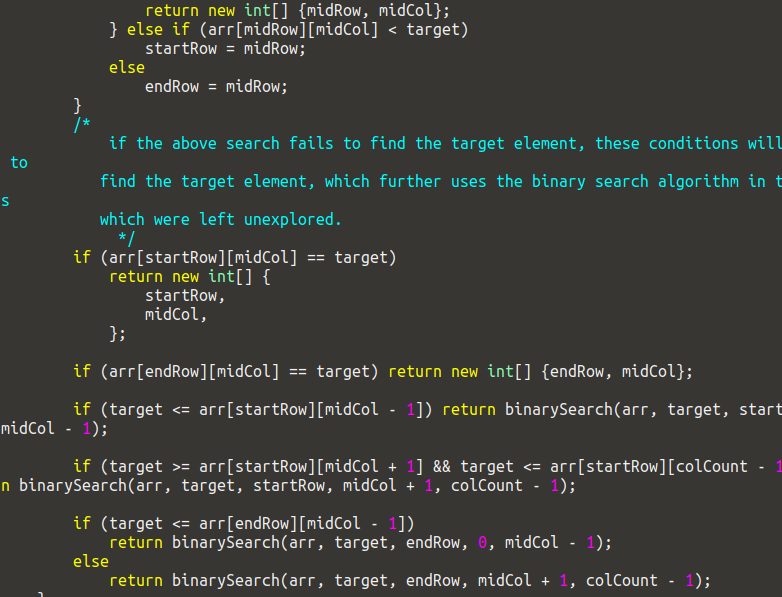 return new int[] {midRow, midCol};
} else if (arr[midRow][midCol] < target)
startRow = midRow;
else
endRow = midRow;
}
/*
if the above search fails to find the target element, these conditions will
to
find the target element, which further uses the binary search algorithm in t
s
which were left unexplored.
*/
if (arr[startRow][midCol] == target)
return new int[] {
startRow,
midCol,
};
if (arr[endRow][midCol] == target) return new int[] {endRow, midCol};
if (target <= arr[startRow][midCol - 1]) return binarySearch(arr, target, start
midCol - 1);
if (target >= arr[startRow][midCol + 1] && target <= arr[startRow][colCount - 1
n binarySearch(arr, target, startRow, midCol + 1, colCount - 1);
if (target <= arr[endRow][midCol - 1])
return binarySearch(arr, target, endRow, 0, midCol - 1);
else
return binarySearch(arr, target, endRow, midCol + 1, colCount - 1);